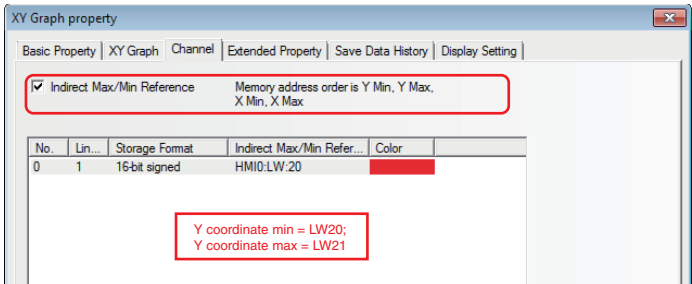 XY Graph property
Basic Property XY Graph Channel Extended Property Save Data History Display Setting
Indirect Max/Min Reference Memory address order is Y Min, Y Max,
X Min, X Max
No. Lin... Storage Format Indirect Max/Min Refer... Color
0 1 16-bit signed HMI0:LW:20
Y coordinate min = LW20;
Y coordinate max = LW21